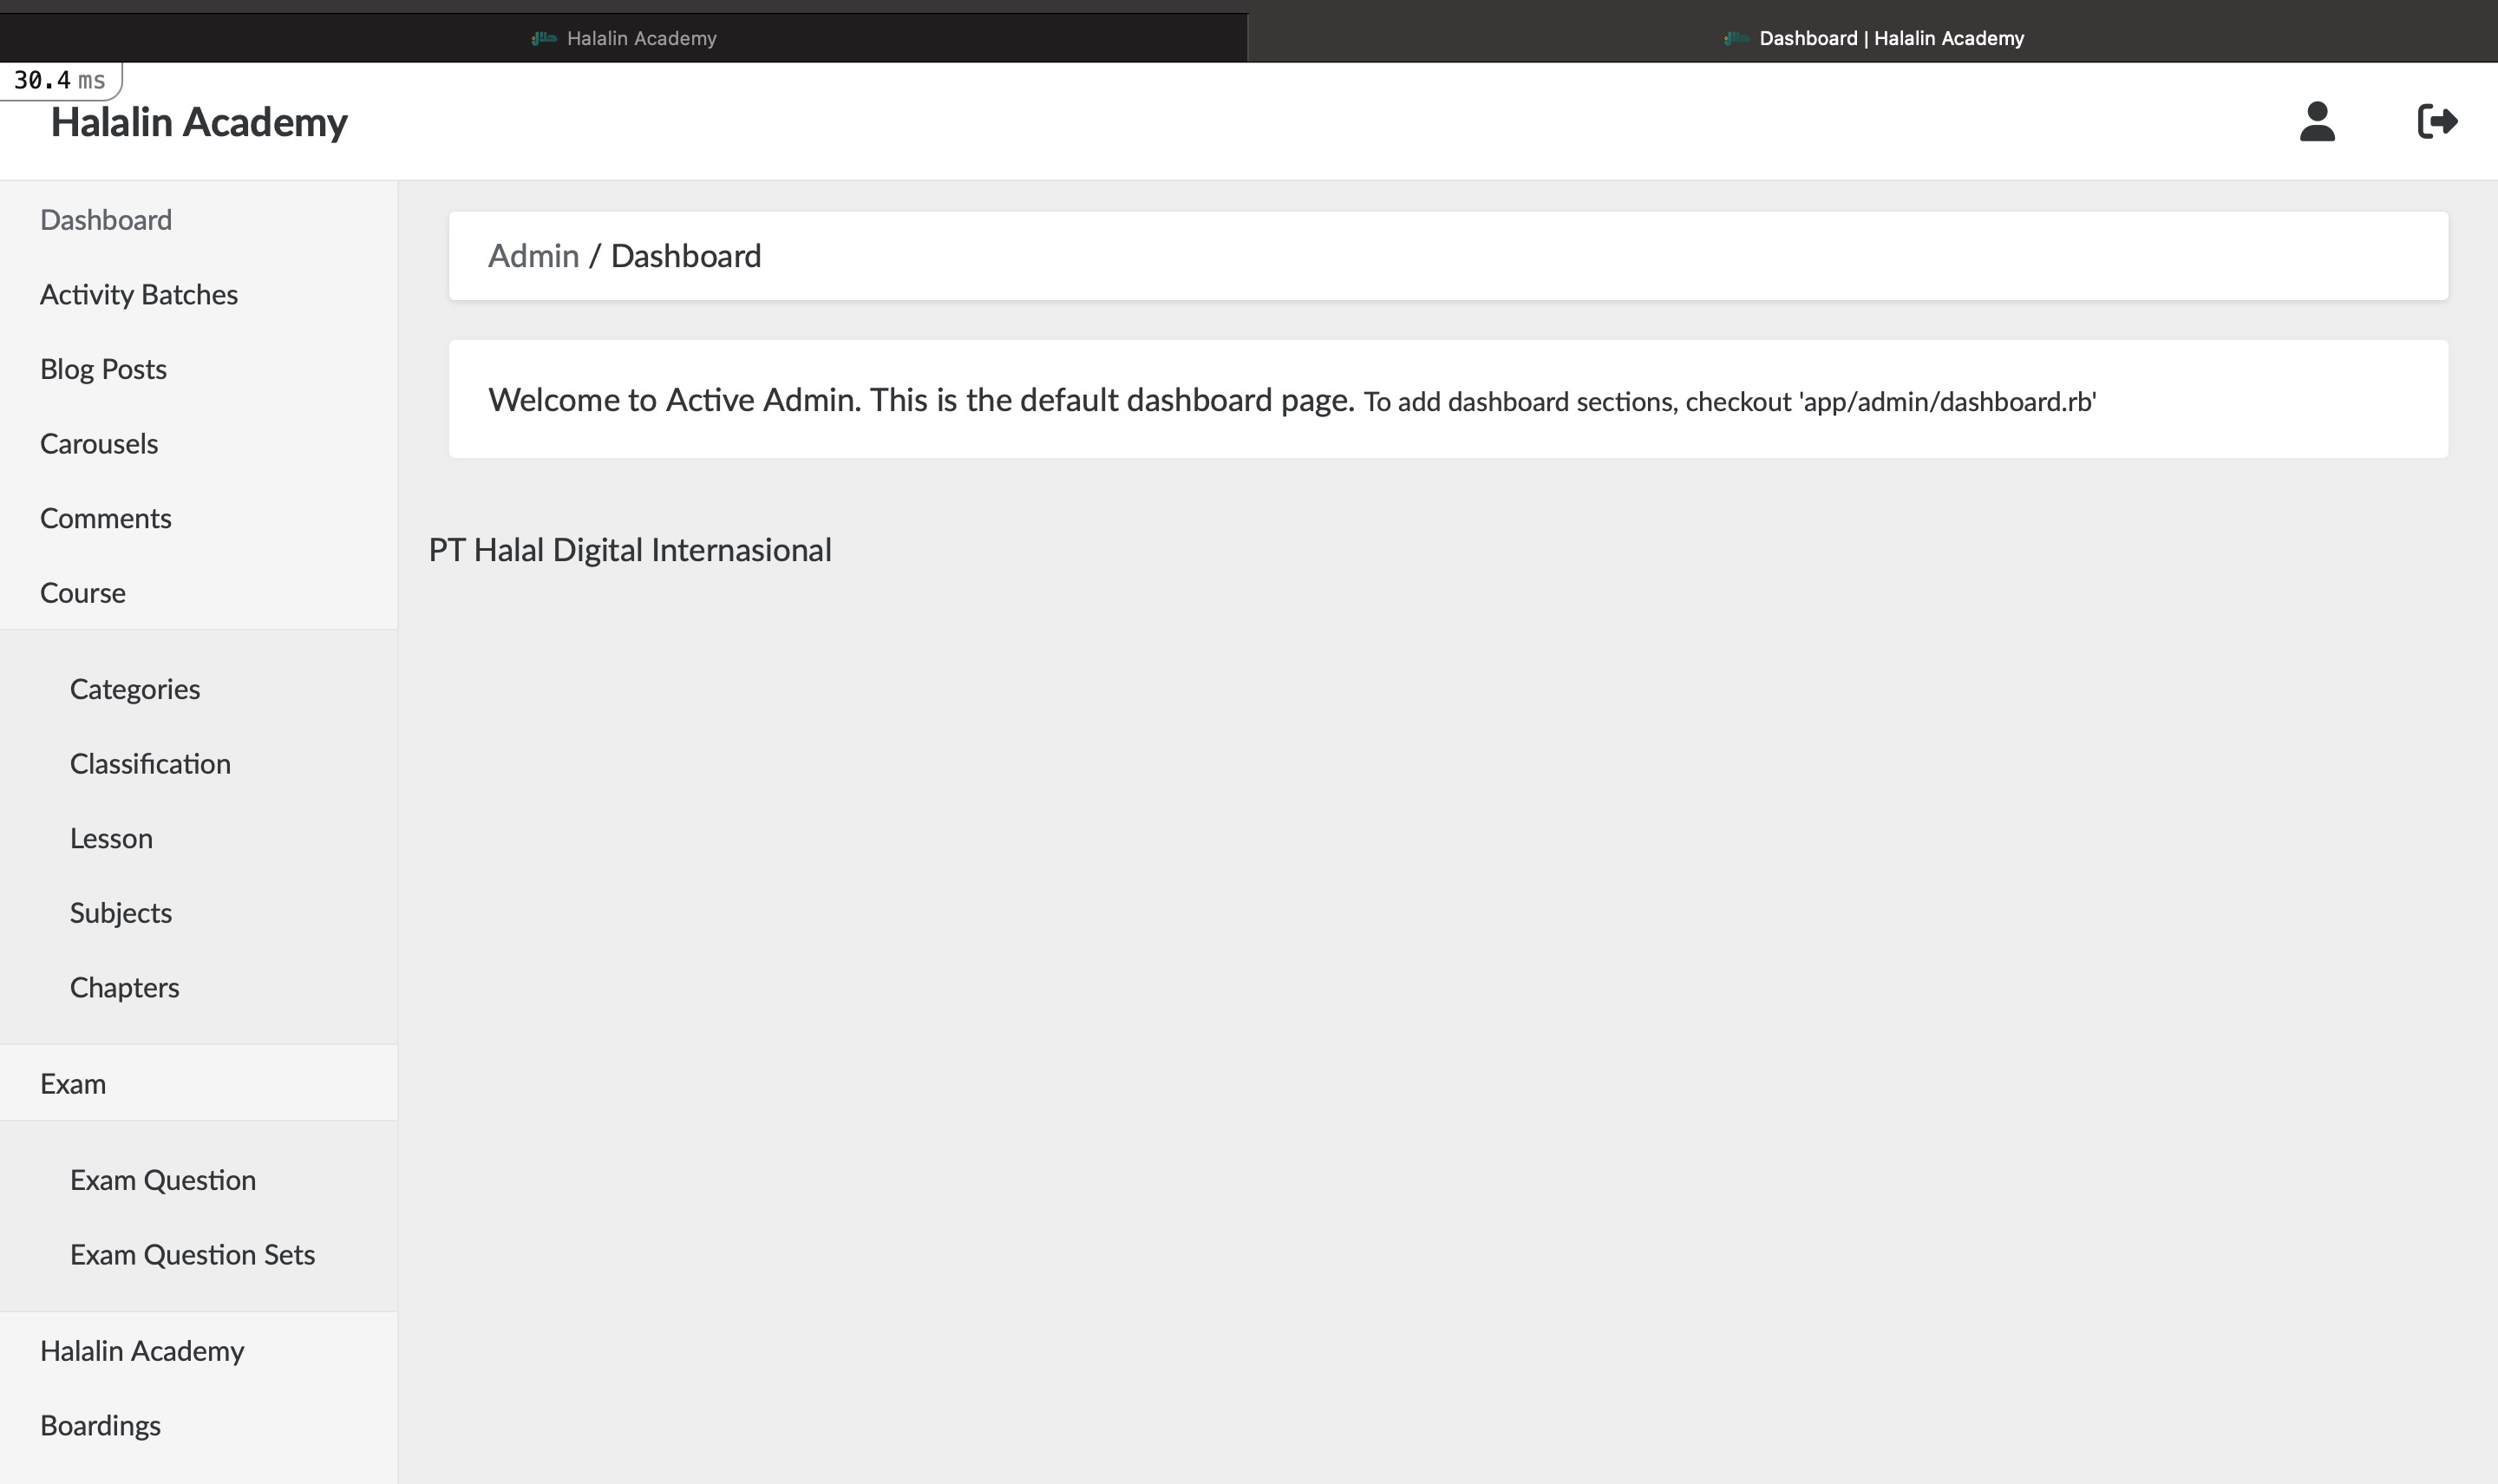 Halalin Academy
Dashboard | Halalin Academy
30.4 ms
Halalin Academy
Dashboard
Activity Batches
Blog Posts
Carousels
Comments
Course
Categories
Classification
Lesson
Subjects
Chapters
Exam
Exam Question
Exam Question Sets
Halalin Academy
Boardings
Admin / Dashboard
Welcome to Active Admin. This is the default dashboard page. To add dashboard sections, checkout 'app/admin/dashboard.rb'
PT Halal Digital Internasional